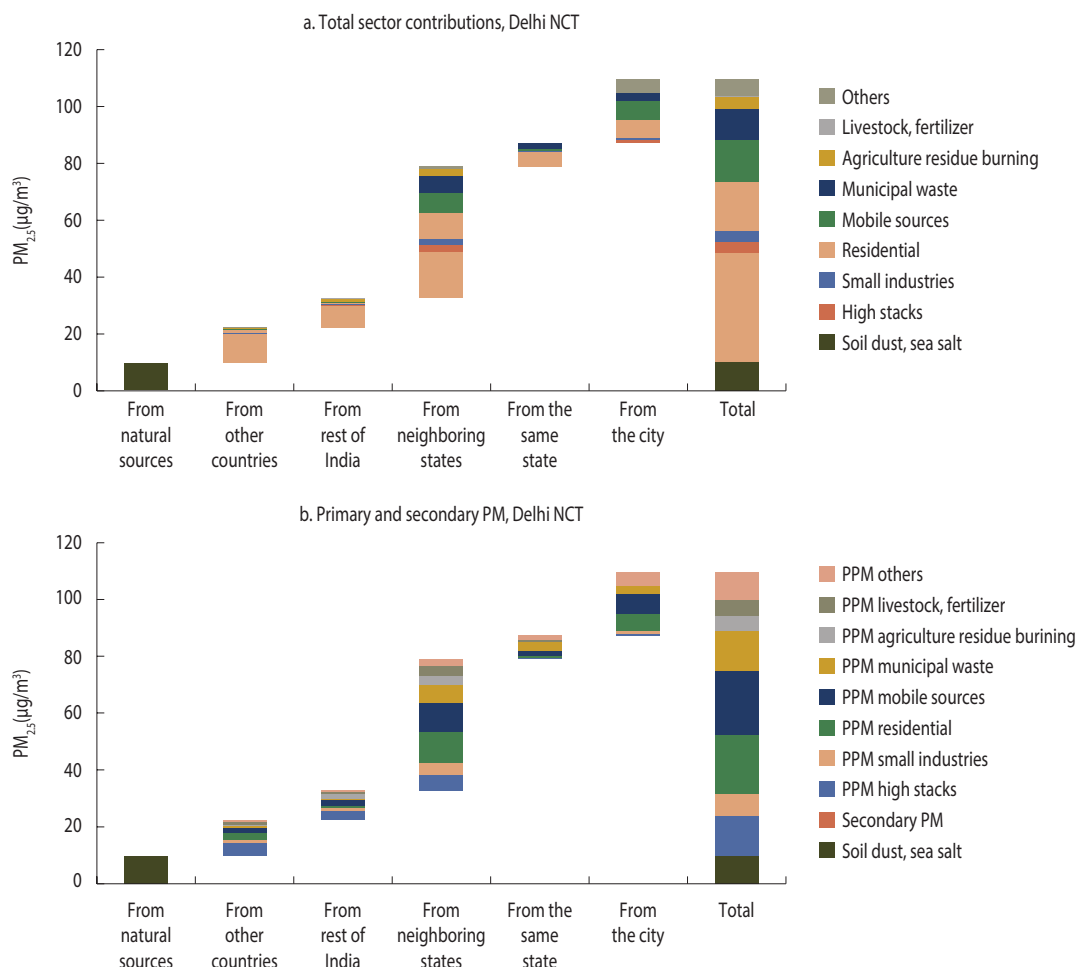 a. Total sector contributions, Delhi NCT
120
100
80
60
40
20
0
PM2.5(µg/m³)
From natural sources
From other countries
From rest of India
From neighboring states
From the same state
From the city
Total
Others
Livestock, fertilizer
Agriculture residue burning
Municipal waste
Mobile sources
Residential
Small industries
High stacks
Soil dust, sea salt
b. Primary and secondary PM, Delhi NCT
120
100
80
60
40
20
0
PM2.5(µg/m³)
From natural sources
From other countries
From rest of India
From neighboring states
From the same state
From the city
Total
PPM others
PPM livestock, fertilizer
PPM agriculture residue burining
PPM municipal waste
PPM mobile sources
PPM residential
PPM small industries
PPM high stacks
Secondary PM
Soil dust, sea salt